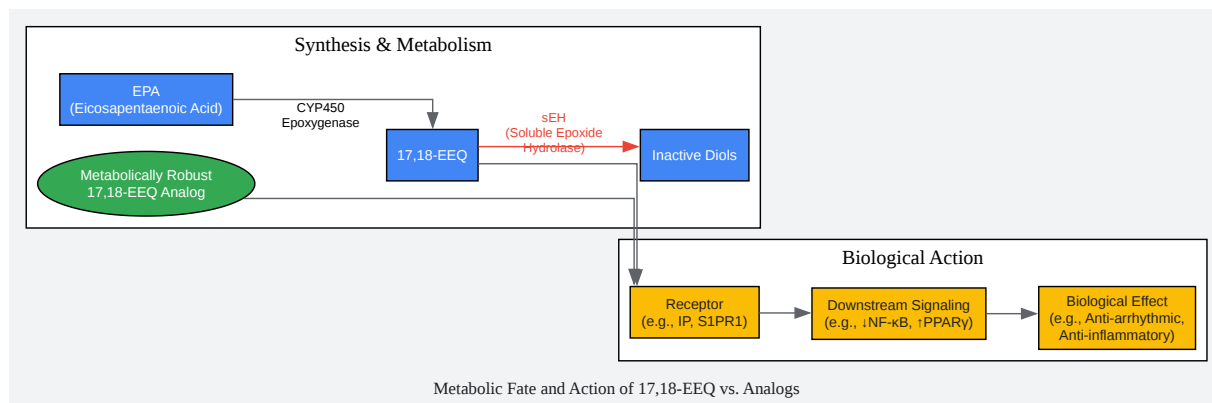 Synthesis & Metabolism
EPA
(Eicosapentaenoic Acid)
CYP450
Epoxygenase
sEH
(Soluble Epoxide
Hydrolase)
17,18-EEQ
Inactive Diols
Metabolically Robust
17,18-EEQ Analog
Biological Action
Receptor
(e.g., IP, S1PR1)
Downstream Signaling
(e.g., ↓NF-κB, ↑PPARγ)
Biological Effect
(e.g., Anti-arrhythmic,
Anti-inflammatory)
Metabolic Fate and Action of 17,18-EEQ vs. Analogs